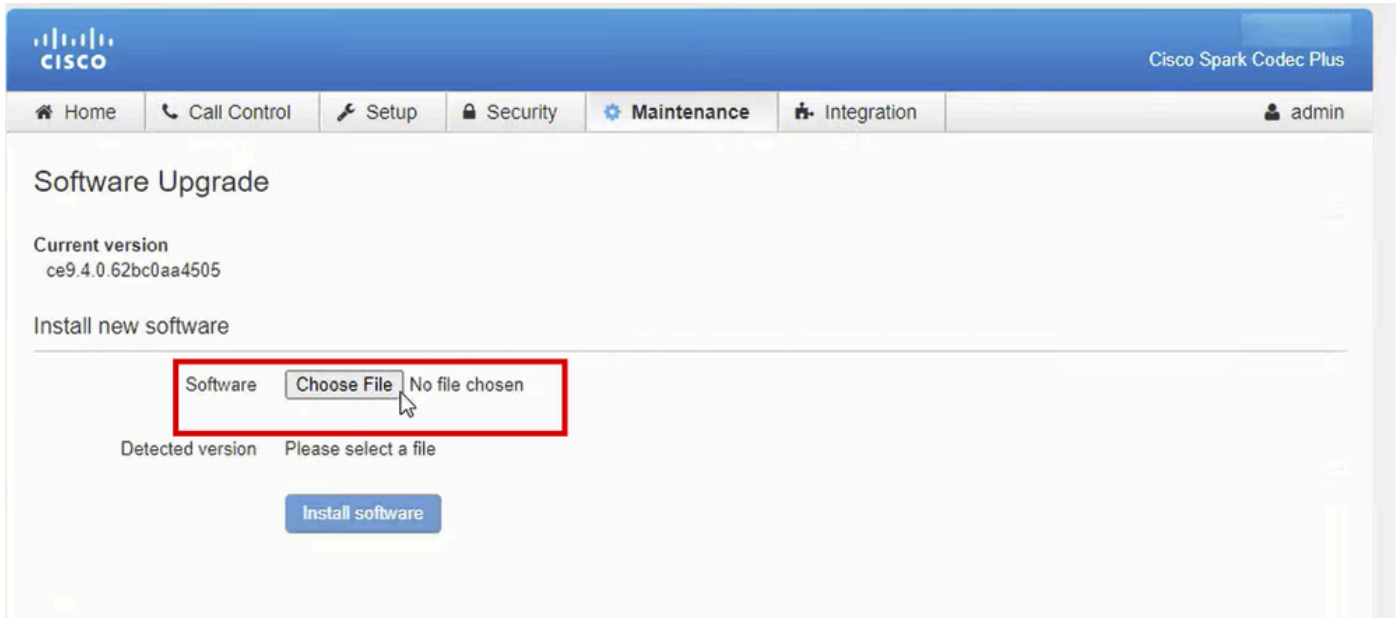 CISCO
Cisco Spark Codec Plus
Home Call Control Setup Security Maintenance Integration admin
Software Upgrade
Current version
ce9.4.0.62bc0aa4505
Install new software
Software Choose File No file chosen
Detected version Please select a file
Install software